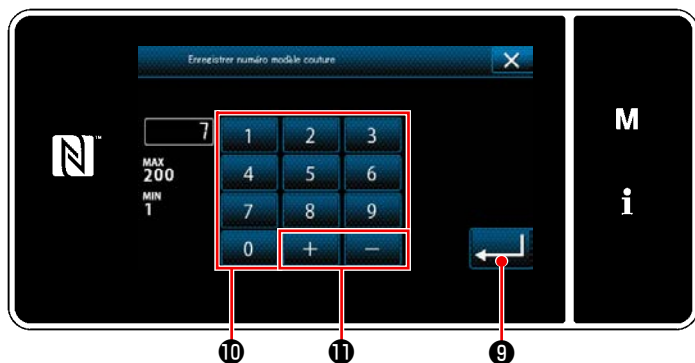 Enregistrer numéro modèle couture
7
MAX
200
MIN
1
1 2 3
4 5 6
7 8 9
0 + −
M
i
❿ ⓫ ❾